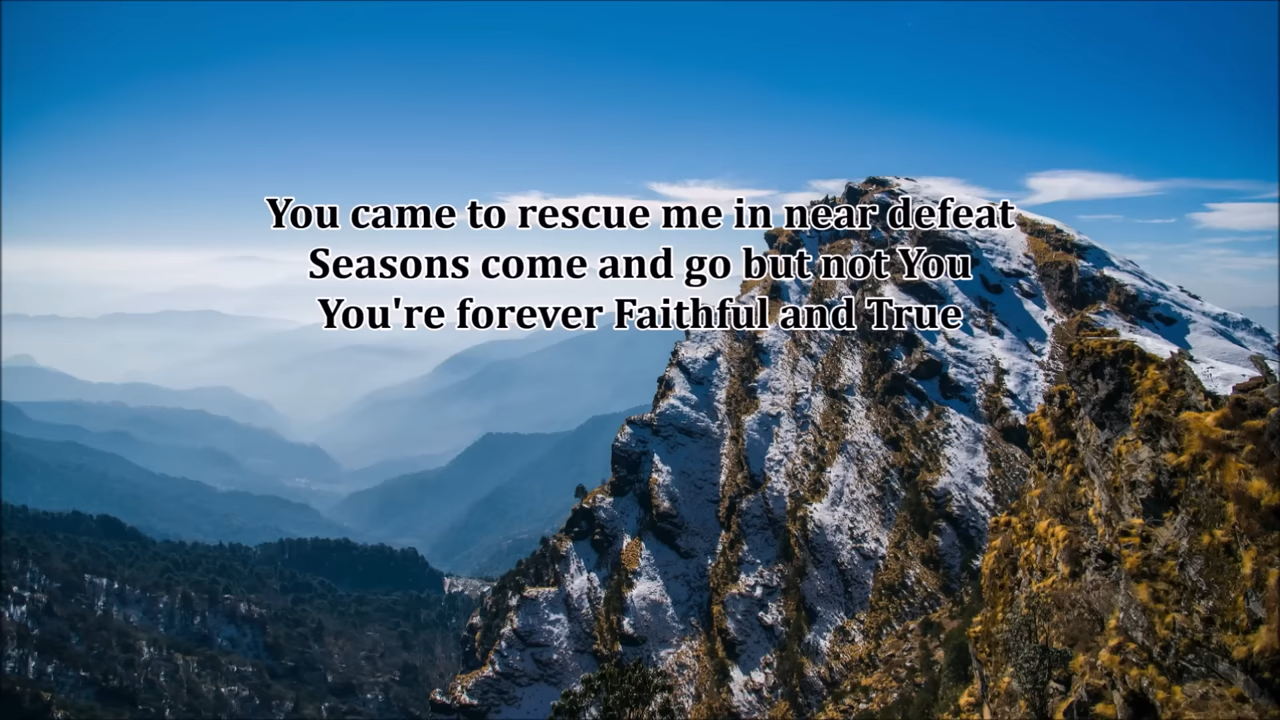 You came to rescue me in near defeat
Seasons come and go but not You
You're forever Faithful and True